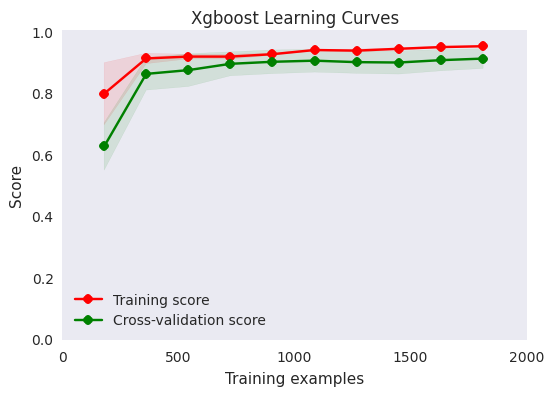 Xgboost Learning Curves
1.0
0.8
0.6
0.4
0.2
0.0
Score
Training score
Cross-validation score
0 500 1000 1500 2000
Training examples